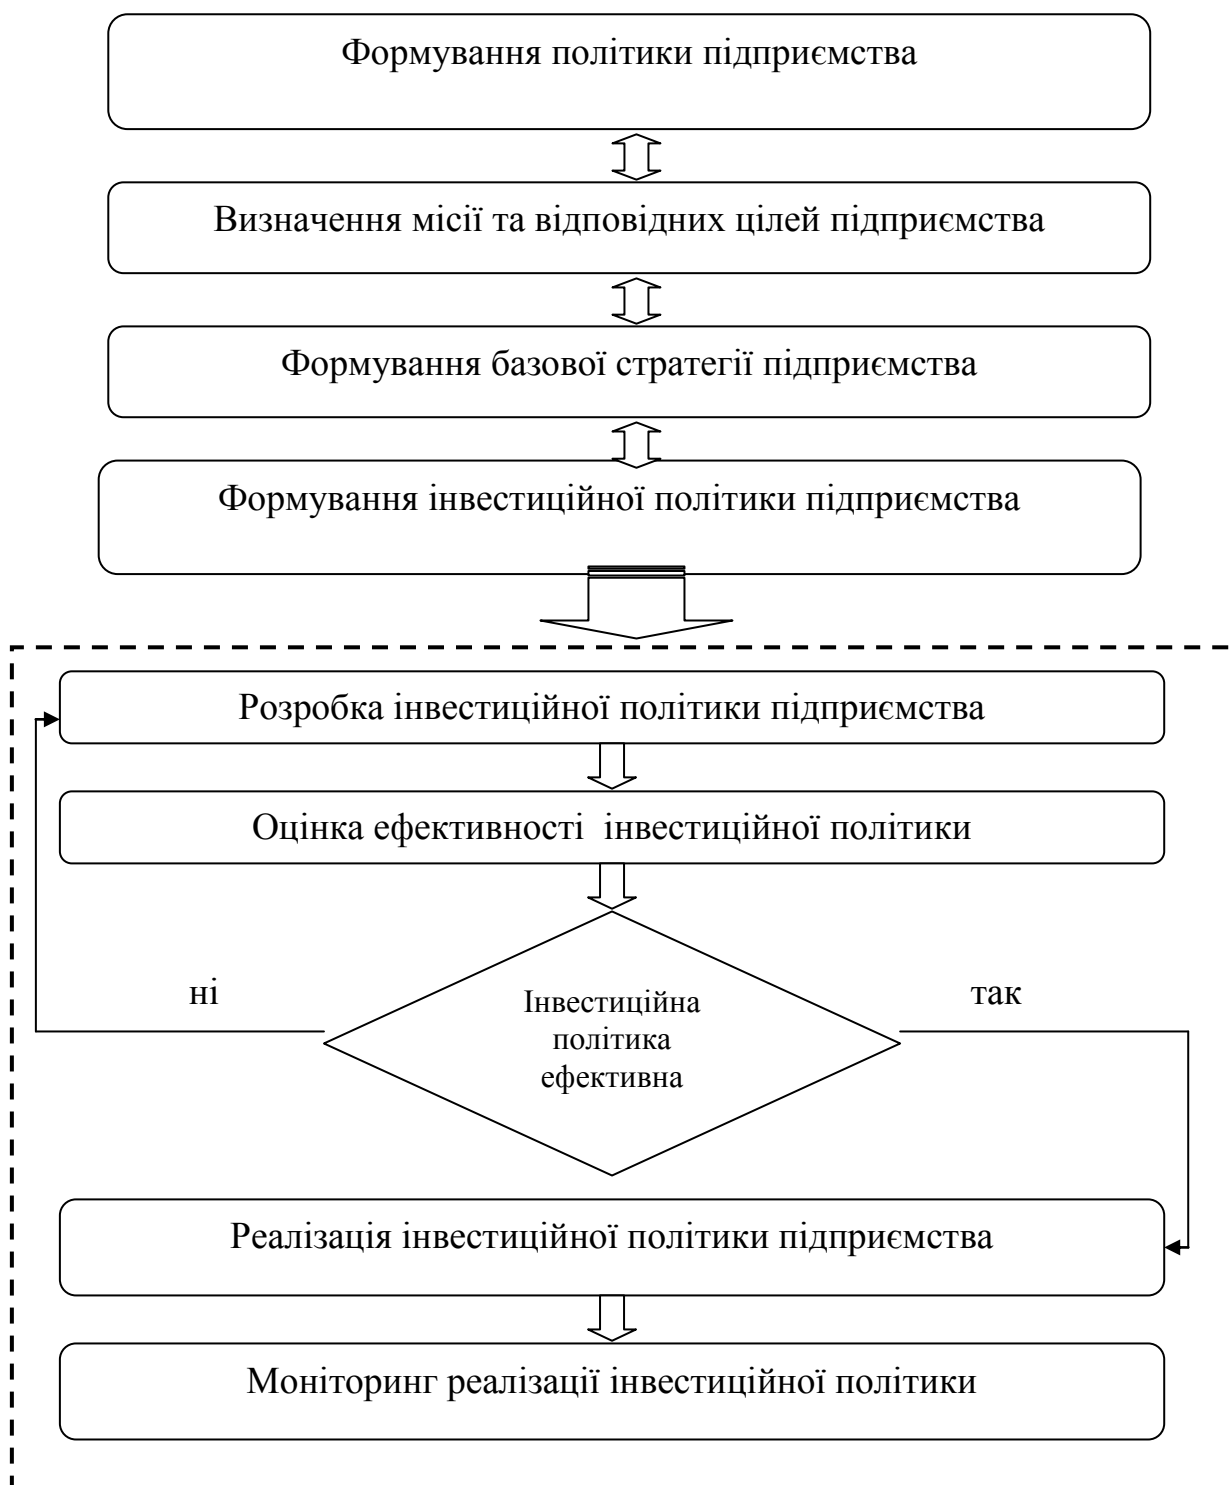 Формування політики підприємства
Визначення місії та відповідних цілей підприємства
Формування базової стратегії підприємства
Формування інвестиційної політики підприємства
Розробка інвестиційної політики підприємства
Оцінка ефективності  інвестиційної політики
ні
так
Інвестиційна
політика
ефективна
Реалізація інвестиційної політики підприємства
Моніторинг реалізації інвестиційної політики